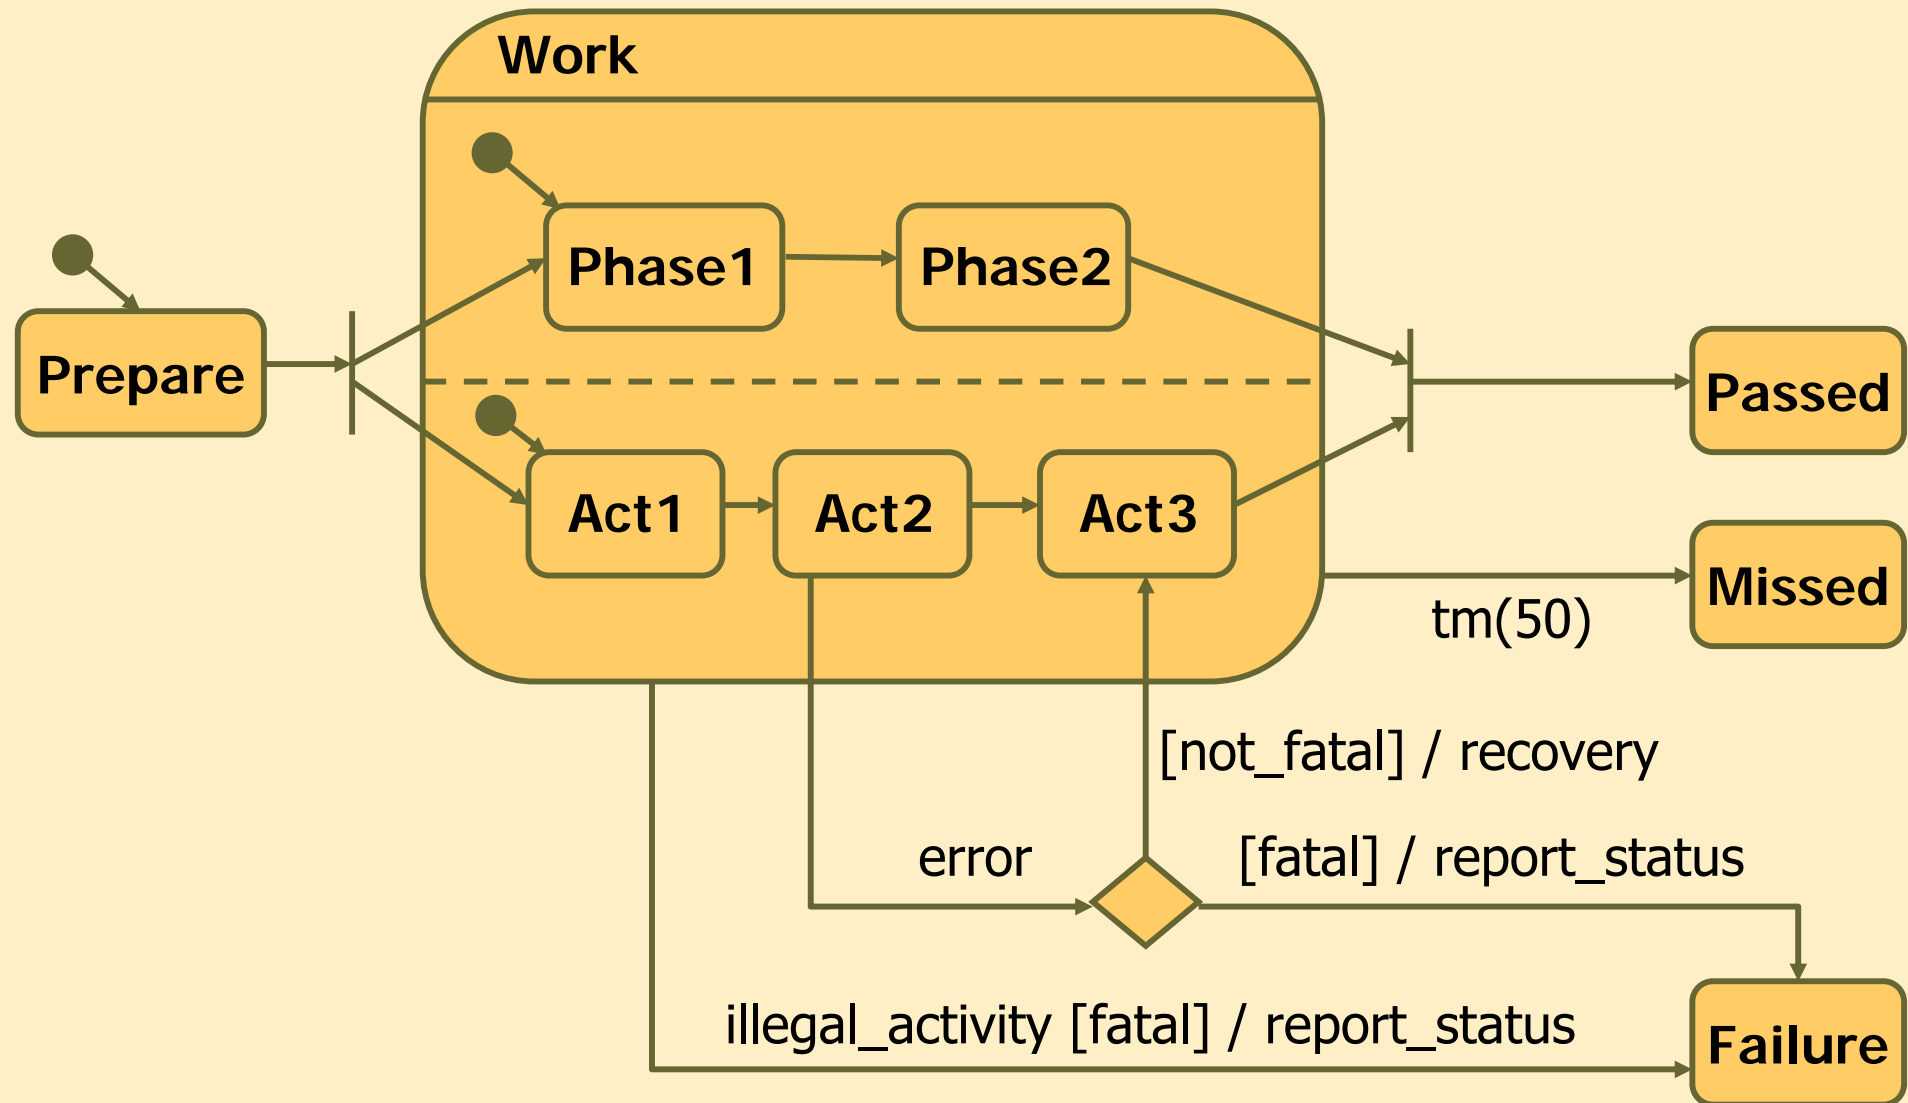 Work
Phase1
Phase2
Prepare
Passed
Act1
Act2
Act3
Missed
tm(50)
[not_fatal] / recovery
error
[fatal] / report_status
illegal_activity [fatal] / report_status
Failure